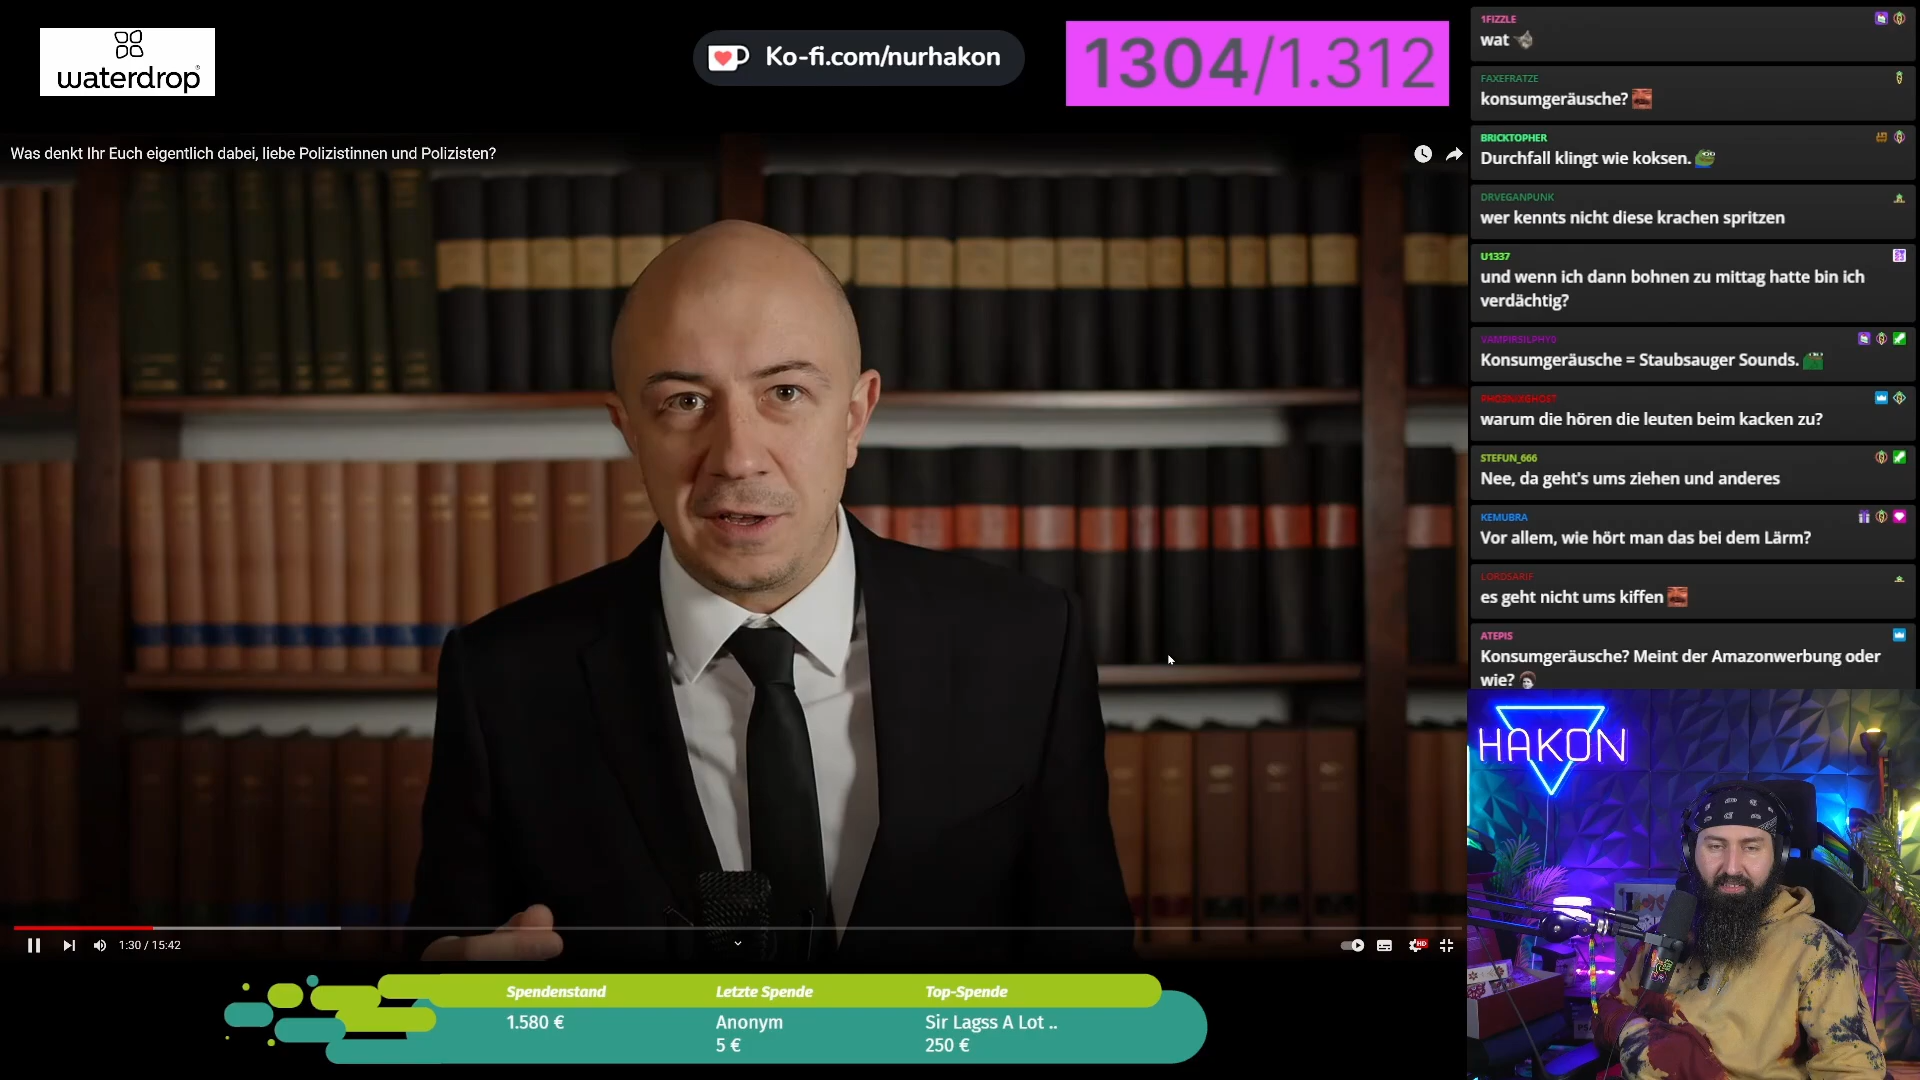 waterdrop
Ko-fi.com/nurhakon
1304/1.312
Was denkt Ihr Euch eigentlich dabei, liebe Polizistinnen und Polizisten?
1:30 / 15:42
HD
Spendenstand
Letzte Spende
Top-Spende
1.580 €
Anonym
Sir Lagss A Lot ..
5 €
250 €
1FIZZLE
wat
FAXEFRATZE
konsumgeräusche?
BRICKTOPHER
Durchfall klingt wie koksen.
DRVEGANPUNK
wer kennts nicht diese krachen spritzen
U1337
und wenn ich dann bohnen zu mittag hatte bin ich
verdächtig?
VAMPIRSILPHY0
Konsumgeräusche = Staubsauger Sounds.
PHOENIXGHOST
warum die hören die leuten beim kacken zu?
STEFUN_666
Nee, da geht's ums ziehen und anderes
KEMUBRA
Vor allem, wie hört man das bei dem Lärm?
LORDSARIF
es geht nicht ums kiffen
ATEPIS
Konsumgeräusche? Meint der Amazonwerbung oder
wie?
HAKON